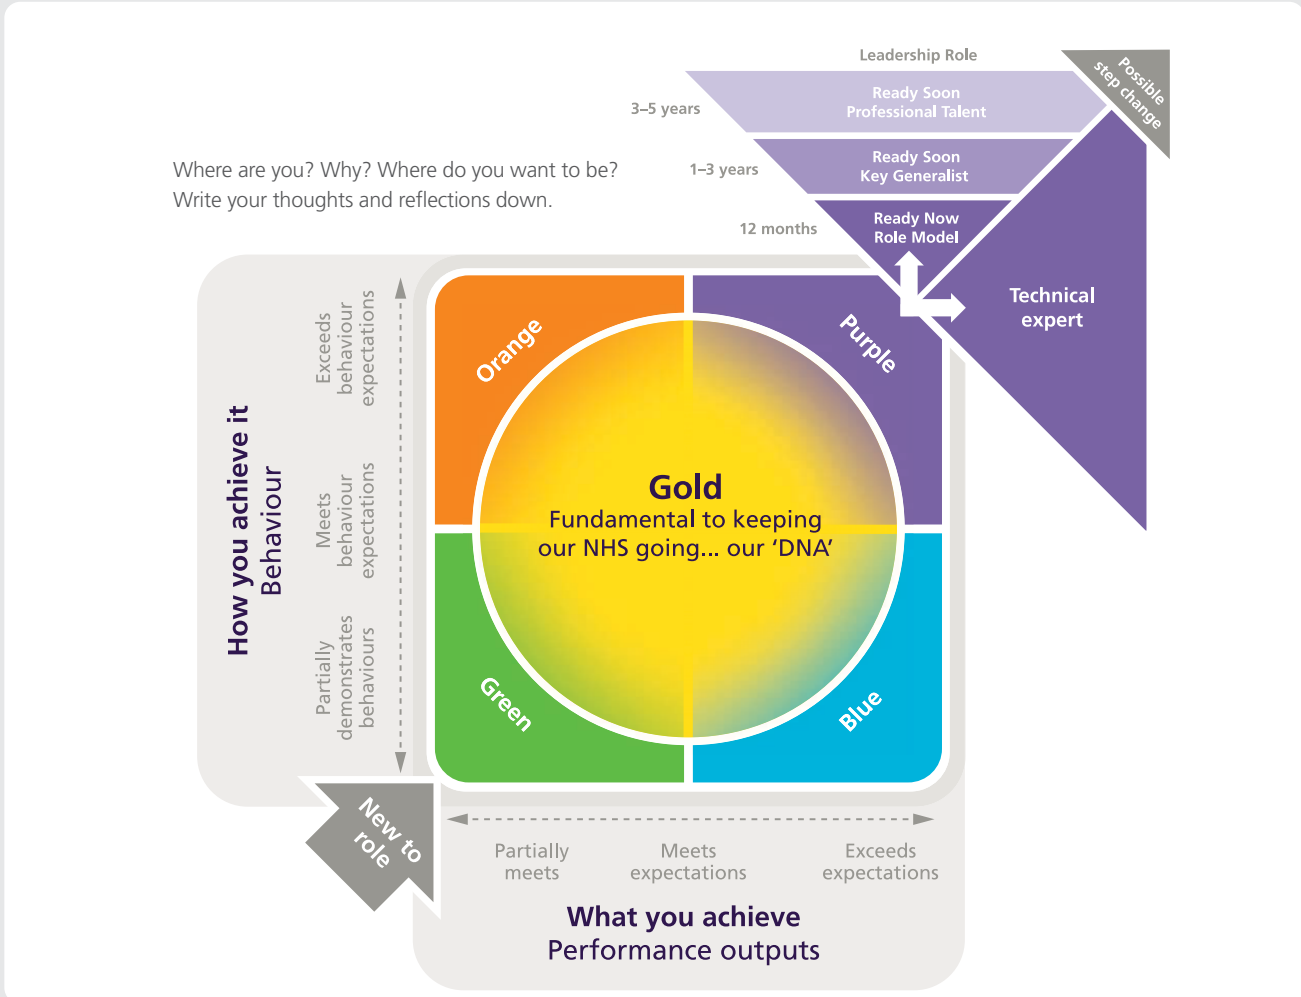 Leadership Role
Possible
step change
3–5 years
Ready Soon
Professional Talent
1–3 years
Ready Soon
Key Generalist
12 months
Ready Now
Role Model
Technical
expert
Where are you? Why? Where do you want to be?
Write your thoughts and reflections down.
How you achieve it
Behaviour
Exceeds
behaviour
expectations
Meets
behaviour
expectations
Partially
demonstrates
behaviours
Orange
Purple
Gold
Fundamental to keeping
our NHS going... our ‘DNA’
Green
Blue
New to
role
Partially
meets
Meets
expectations
Exceeds
expectations
What you achieve
Performance outputs